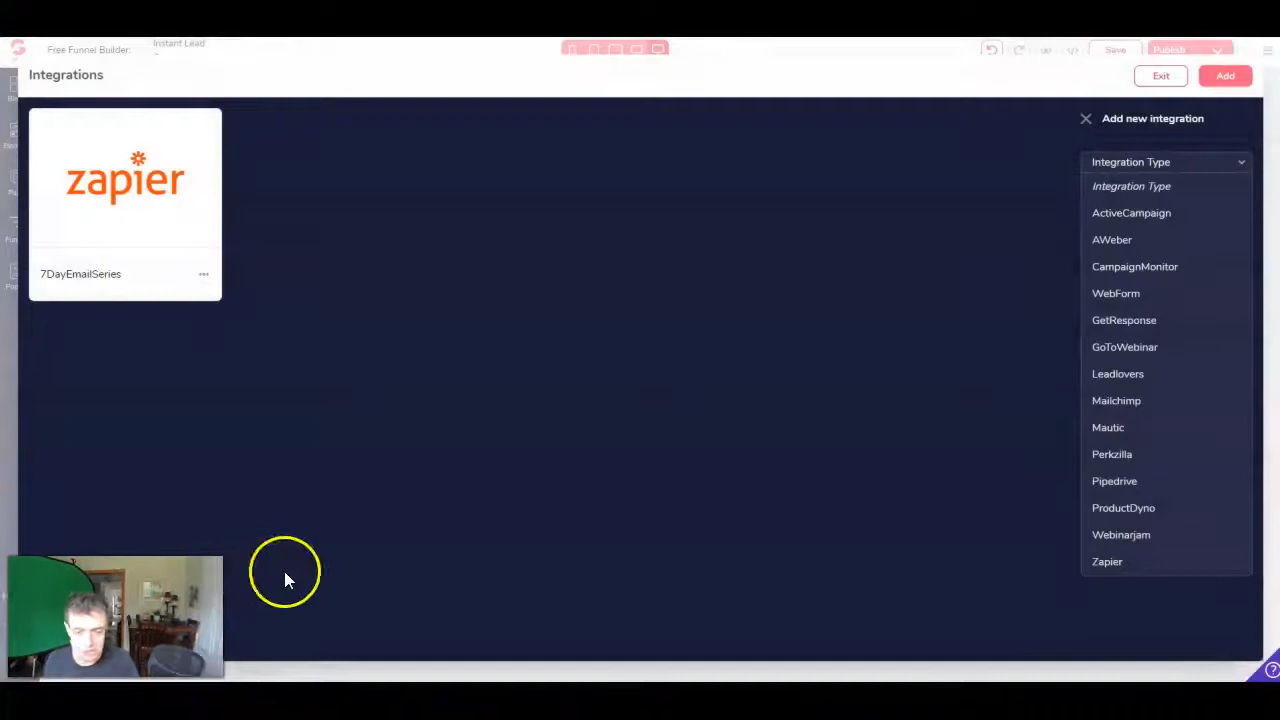 Free Funnel Builder:
Instant Lead
Save
Publish
Integrations
Exit
Add
zapier
7DayEmailSeries
Add new integration
Integration Type
Integration Type
ActiveCampaign
AWeber
CampaignMonitor
WebForm
GetResponse
GoToWebinar
Leadlovers
Mailchimp
Mautic
Perkzilla
Pipedrive
ProductDyno
Webinarjam
Zapier